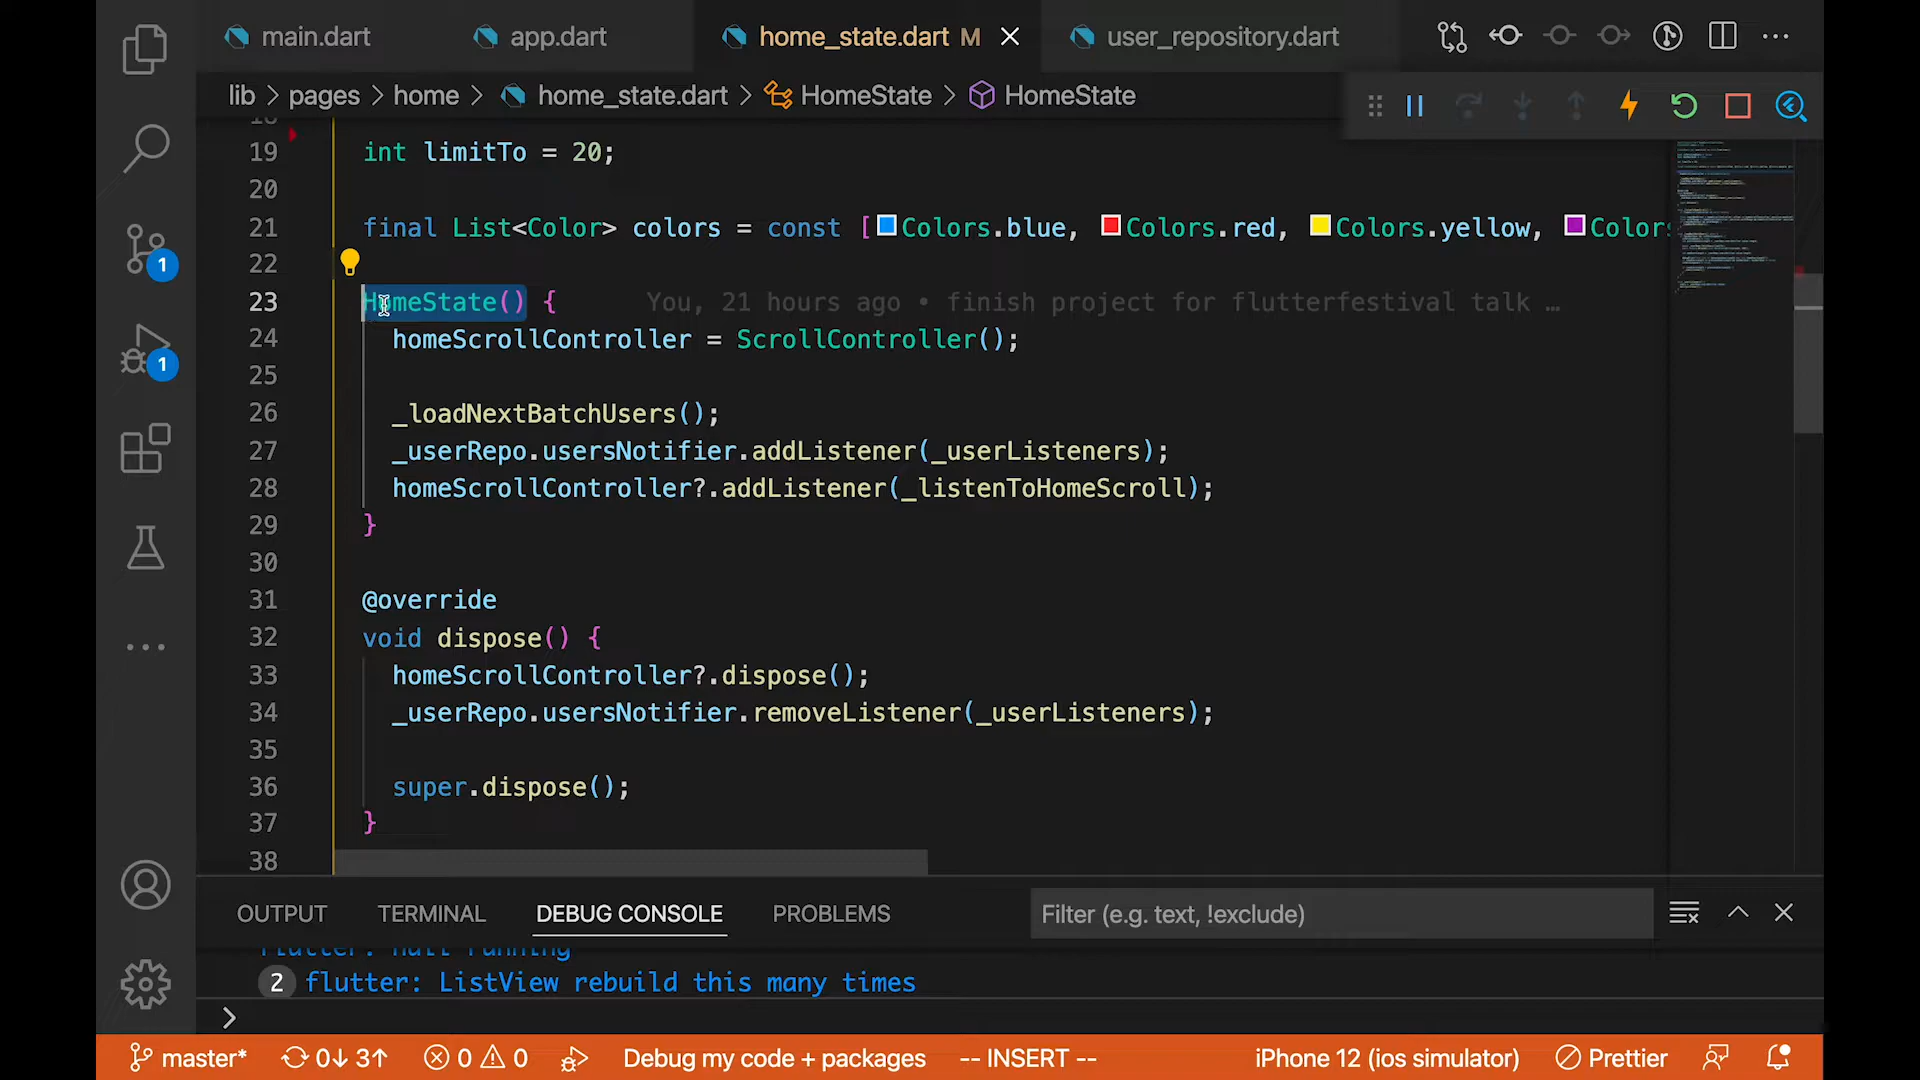 main.dart app.dart home_state.dart M user_repository.dart
lib > pages > home > home_state.dart > HomeState > HomeState
18
19 int limitTo = 20;
20
21 final List<Color> colors = const [Colors.blue, Colors.red, Colors.yellow, Colors
22
23 HomeState() { You, 21 hours ago • finish project for flutterfestival talk …
24 homeScrollController = ScrollController();
25
26 _loadNextBatchUsers();
27 _userRepo.usersNotifier.addListener(_userListeners);
28 homeScrollController?.addListener(_listenToHomeScroll);
29 }
30
31 @override
32 void dispose() {
33 homeScrollController?.dispose();
34 _userRepo.usersNotifier.removeListener(_userListeners);
35
36 super.dispose();
37 }
38
1
1
OUTPUT TERMINAL DEBUG CONSOLE PROBLEMS Filter (e.g. text, !exclude)
flutter: null running
2 flutter: ListView rebuild this many times
>
master* 0↓ 3↑ 0 0 Debug my code + packages -- INSERT -- iPhone 12 (ios simulator) Prettier